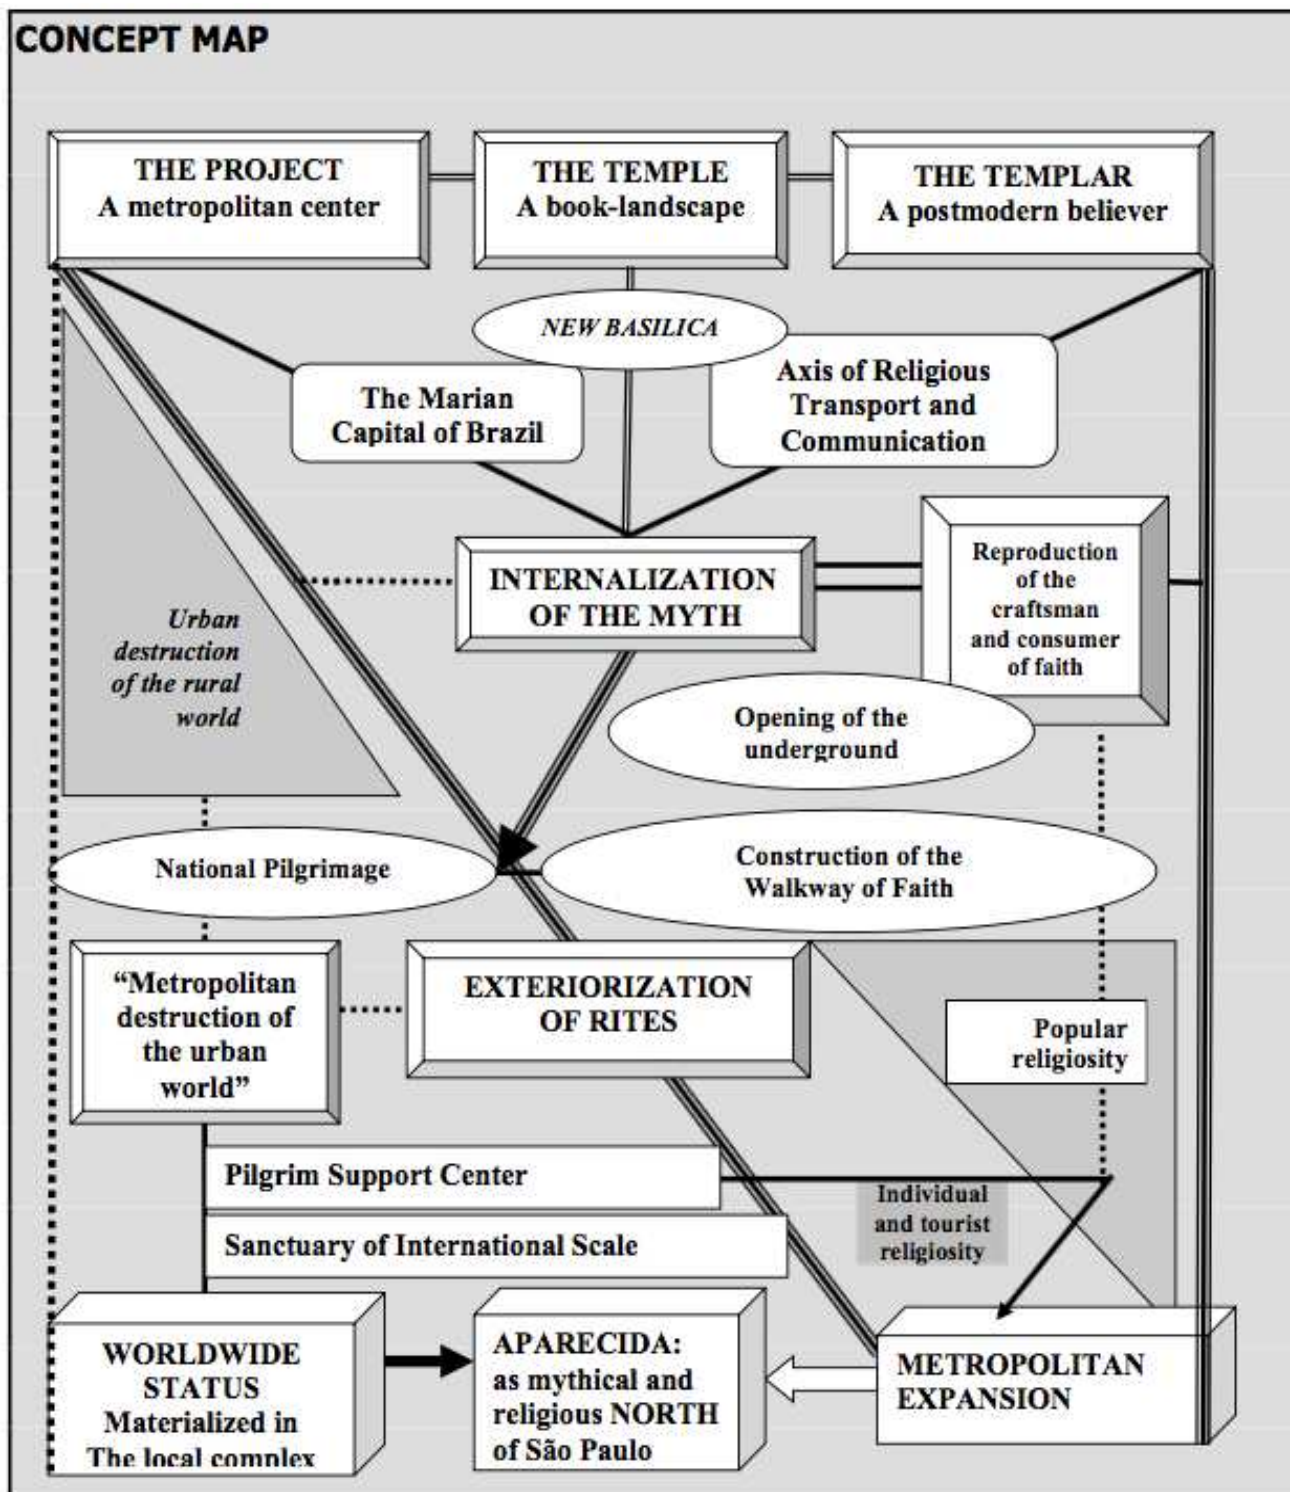 CONCEPT MAP
THE PROJECT
A metropolitan center
THE TEMPLE
A book-landscape
THE TEMPLAR
A postmodern believer
NEW BASILICA
The Marian
Capital of Brazil
Axis of Religious
Transport and
Communication
INTERNALIZATION
OF THE MYTH
Reproduction
of the
craftsman
and consumer
of faith
Urban
destruction
of the rural
world
Opening of the
underground
National Pilgrimage
Construction of the
Walkway of Faith
“Metropolitan
destruction of
the urban
world”
EXTERIORIZATION
OF RITES
Popular
religiosity
Pilgrim Support Center
Individual
and tourist
religiosity
Sanctuary of International Scale
WORLDWIDE
STATUS
Materialized in
The local complex
APARECIDA:
as mythical and
religious NORTH
of São Paulo
METROPOLITAN
EXPANSION